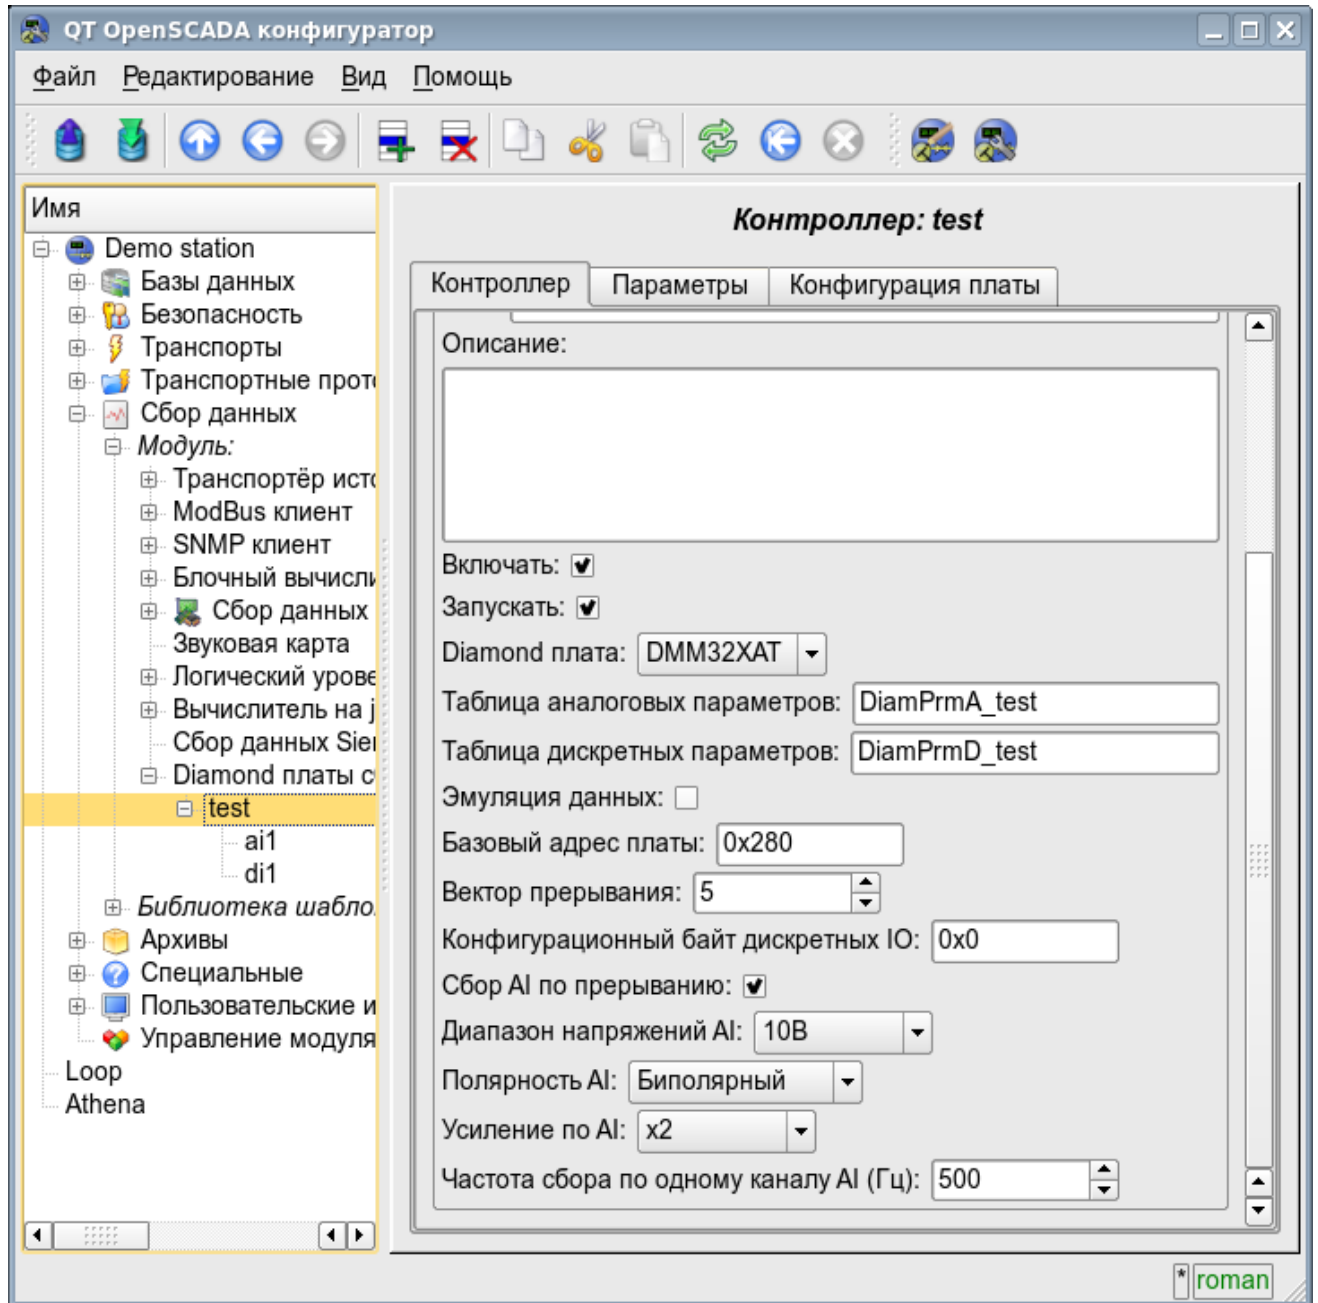 QT OpenSCADA конфигуратор
Файл Редактирование Вид Помощь
Имя
Demo station
Базы данных
Безопасность
Транспорты
Транспортные прот
Сбор данных
Модуль:
Транспортёр ист
ModBus клиент
SNMP клиент
Блочный вычисли
Сбор данных
Звуковая карта
Логический урове
Вычислитель на j
Сбор данных Sie
Diamond платы с
test
ai1
di1
Библиотека шабло
Архивы
Специальные
Пользовательские и
Управление модуля
Loop
Athena
Контроллер: test
Контроллер Параметры Конфигурация платы
Описание:
Включать:
Запускать:
Diamond плата: DMM32XAT
Таблица аналоговых параметров: DiamPrmA_test
Таблица дискретных параметров: DiamPrmD_test
Эмуляция данных:
Базовый адрес платы: 0x280
Вектор прерывания: 5
Конфигурационный байт дискретных IO: 0x0
Сбор AI по прерыванию:
Диапазон напряжений AI: 10В
Полярность AI: Биполярный
Усиление по AI: x2
Частота сбора по одному каналу AI (Гц): 500
* roman